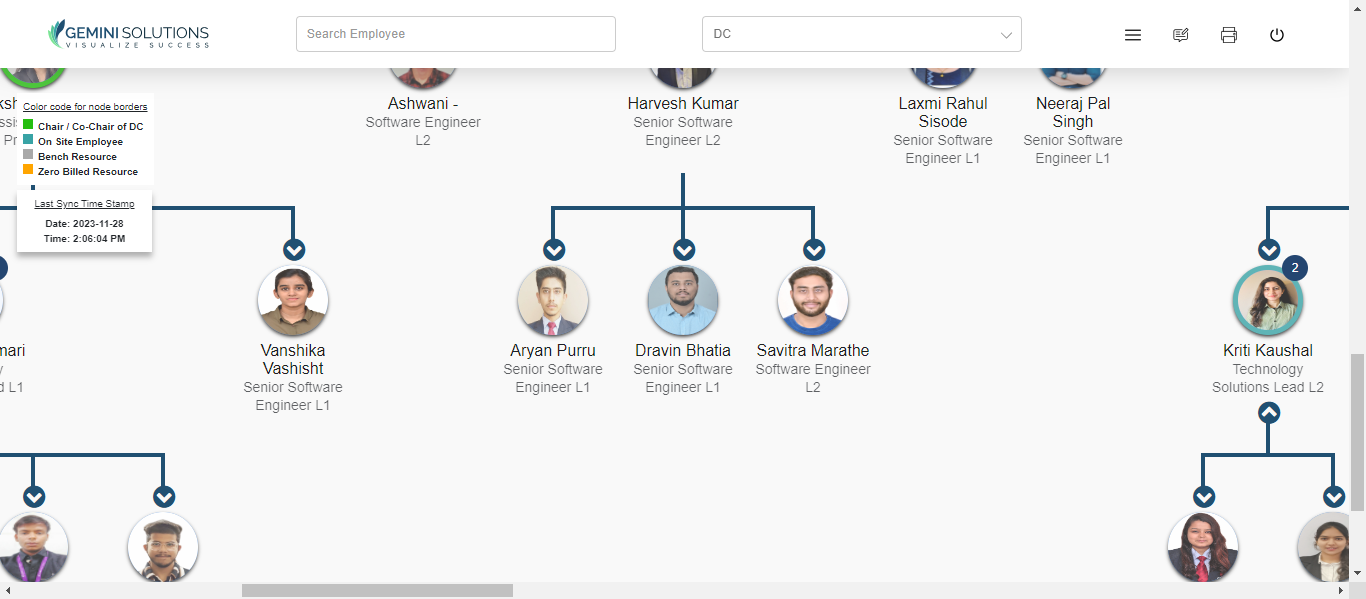 GEMINI SOLUTIONS
VISUALIZE SUCCESS
Search Employee
DC
Color code for node borders
Chair / Co-Chair of DC
On Site Employee
Bench Resource
Zero Billed Resource
Last Sync Time Stamp
Date: 2023-11-28
Time: 2:06:04 PM
Ashwani -
Software Engineer
L2
Harvesh Kumar
Senior Software
Engineer L2
Laxmi Rahul
Sisode
Senior Software
Engineer L1
Neeraj Pal
Singh
Senior Software
Engineer L1
mari
d L1
Vanshika
Vashisht
Senior Software
Engineer L1
Aryan Purru
Senior Software
Engineer L1
Dravin Bhatia
Senior Software
Engineer L1
Savitra Marathe
Software Engineer
L2
2
Kriti Kaushal
Technology
Solutions Lead L2